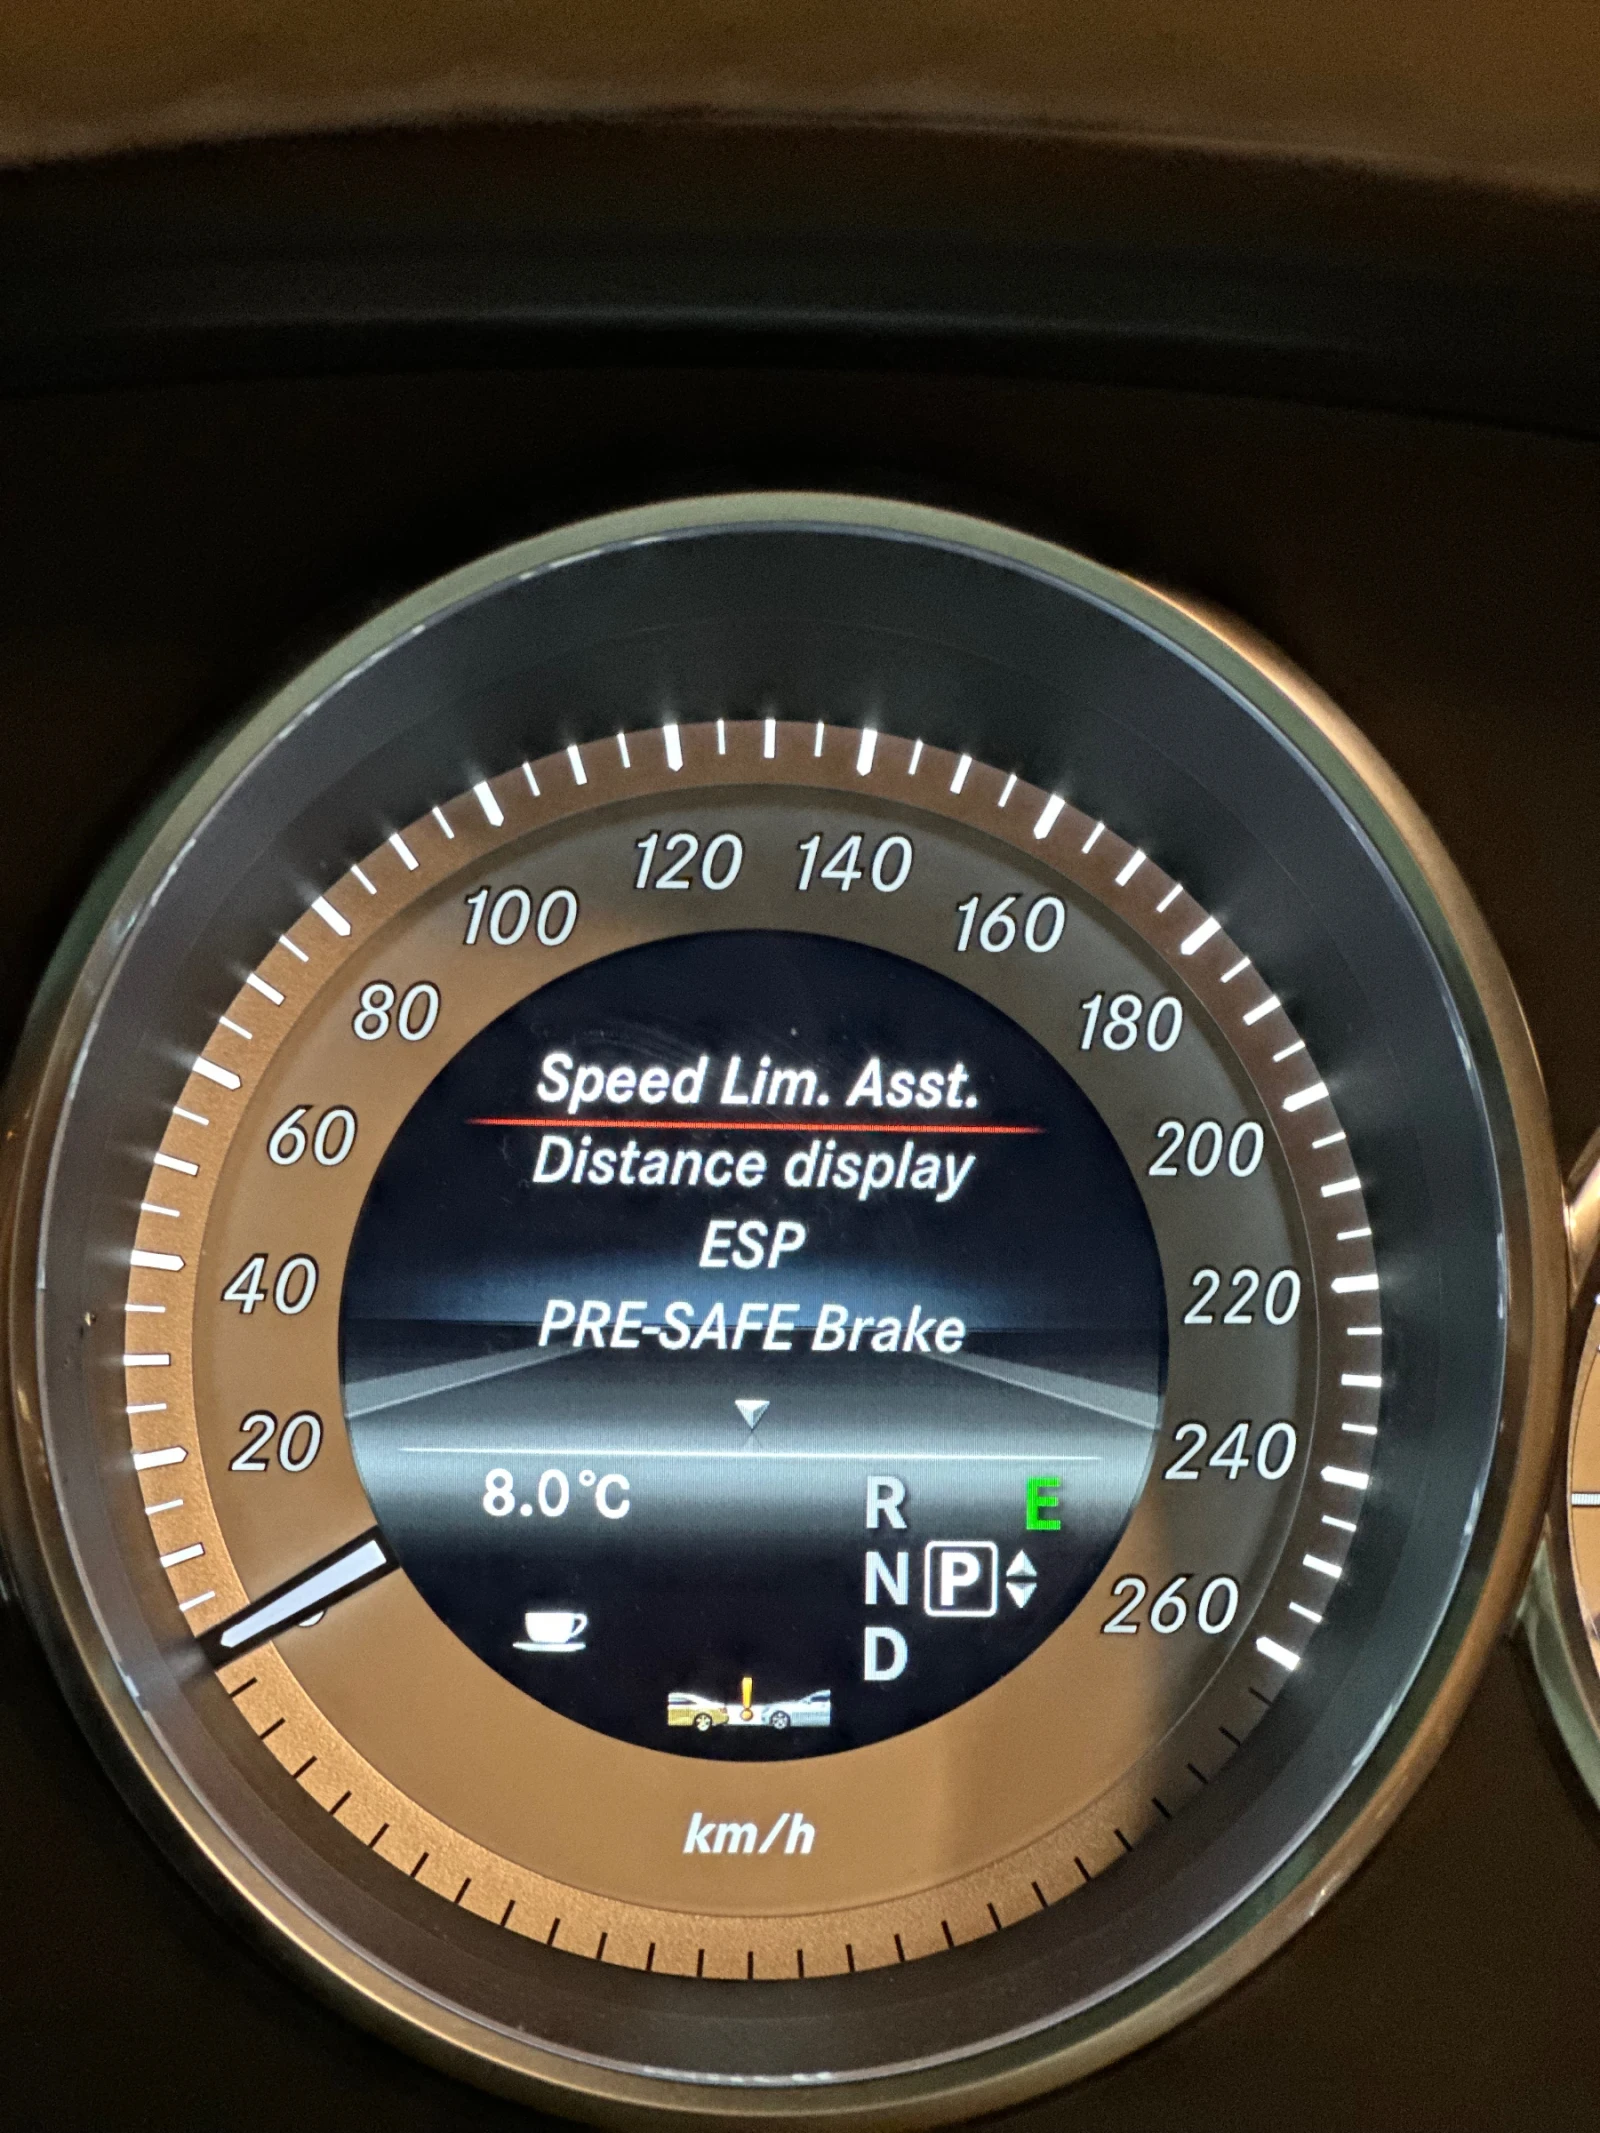 120 140
100 160
80 180
60 200
40 220
20 240
260
Speed Lim. Asst.
Distance display
ESP
PRE-SAFE Brake
8.0°C
R E
N P
D
km/h